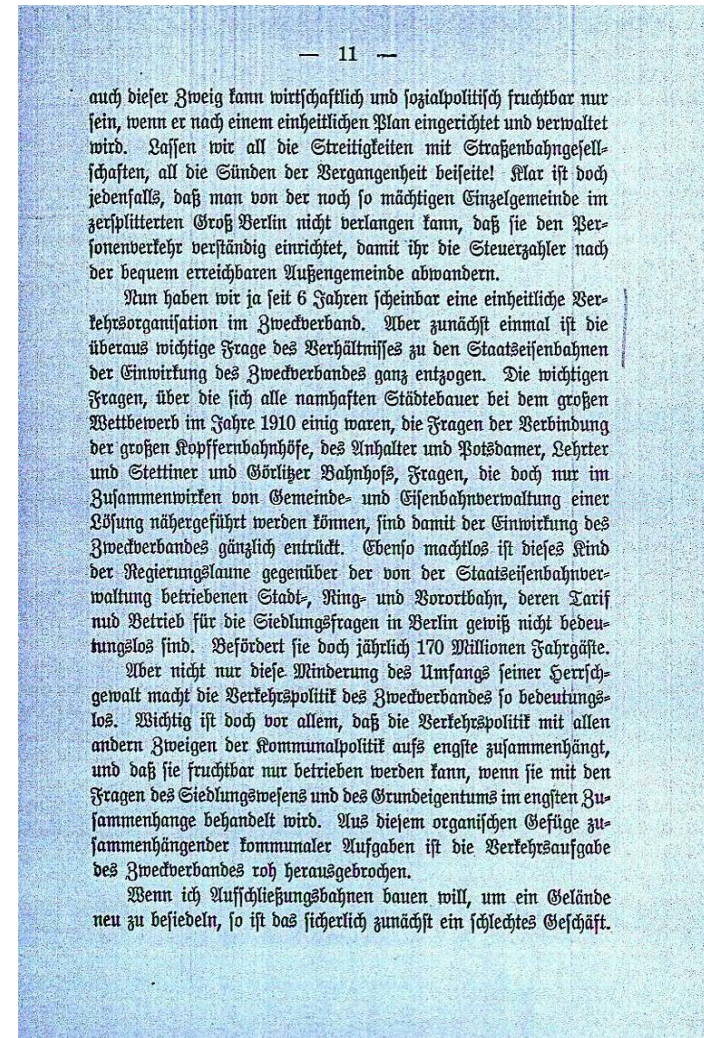 — 11 —
auch dieser Zweig kann wirtschaftlich und sozialpolitisch fruchtbar nur
sein, wenn er nach einem einheitlichen Plan eingerichtet und verwaltet
wird. Lassen wir all die Streitigkeiten mit Straßenbahngesell-
schaften, all die Sünden der Vergangenheit beiseite! Klar ist doch
jedenfalls, daß man von der noch so mächtigen Einzelgemeinde im
zersplitterten Groß Berlin nicht verlangen kann, daß sie den Per-
sonenverkehr verständig einrichtet, damit ihr die Steuerzahler nach
der bequem erreichbaren Außengemeinde abwandern.
Nun haben wir ja seit 6 Jahren scheinbar eine einheitliche Ver-
kehrsorganisation im Zweckverband. Aber zunächst einmal ist die
überaus wichtige Frage des Verhältnisses zu den Staatseisenbahnen
der Einwirkung des Zweckverbandes ganz entzogen. Die wichtigen
Fragen, über die sich alle namhaften Städtebauer bei dem großen
Wettbewerb im Jahre 1910 einig waren, die Fragen der Verbindung
der großen Kopffernbahnhöfe, des Anhalter und Potsdamer, Lehrter
und Stettiner und Görlitzer Bahnhofs, Fragen, die doch nur im
Zusammenwirken von Gemeinde- und Eisenbahnverwaltung einer
Lösung nähergeführt werden können, sind damit der Einwirkung des
Zweckverbandes gänzlich entrückt. Ebenso machtlos ist dieses Kind
der Regierungslaune gegenüber der von der Staatseisenbahnver-
waltung betriebenen Stadt-, Ring- und Vorortbahn, deren Tarif
nud Betrieb für die Siedlungsfragen in Berlin gewiß nicht bedeu-
tungslos sind. Befördert sie doch jährlich 170 Millionen Fahrgäste.
Aber nicht nur diese Minderung des Umfangs seiner Herrsch-
gewalt macht die Verkehrspolitik des Zweckverbandes so bedeutungs-
los. Wichtig ist doch vor allem, daß die Verkehrspolitik mit allen
andern Zweigen der Kommunalpolitik aufs engste zusammenhängt,
und daß sie fruchtbar nur betrieben werden kann, wenn sie mit den
Fragen des Siedlungswesens und des Grundeigentums im engsten Zu-
sammenhange behandelt wird. Aus diesem organischen Gefüge zu-
sammenhängender kommunaler Aufgaben ist die Verkehrsaufgabe
des Zweckverbandes roh herausgebrochen.
Wenn ich Aufschließungsbahnen bauen will, um ein Gelände
neu zu besiedeln, so ist das sicherlich zunächst ein schlechtes Geschäft.